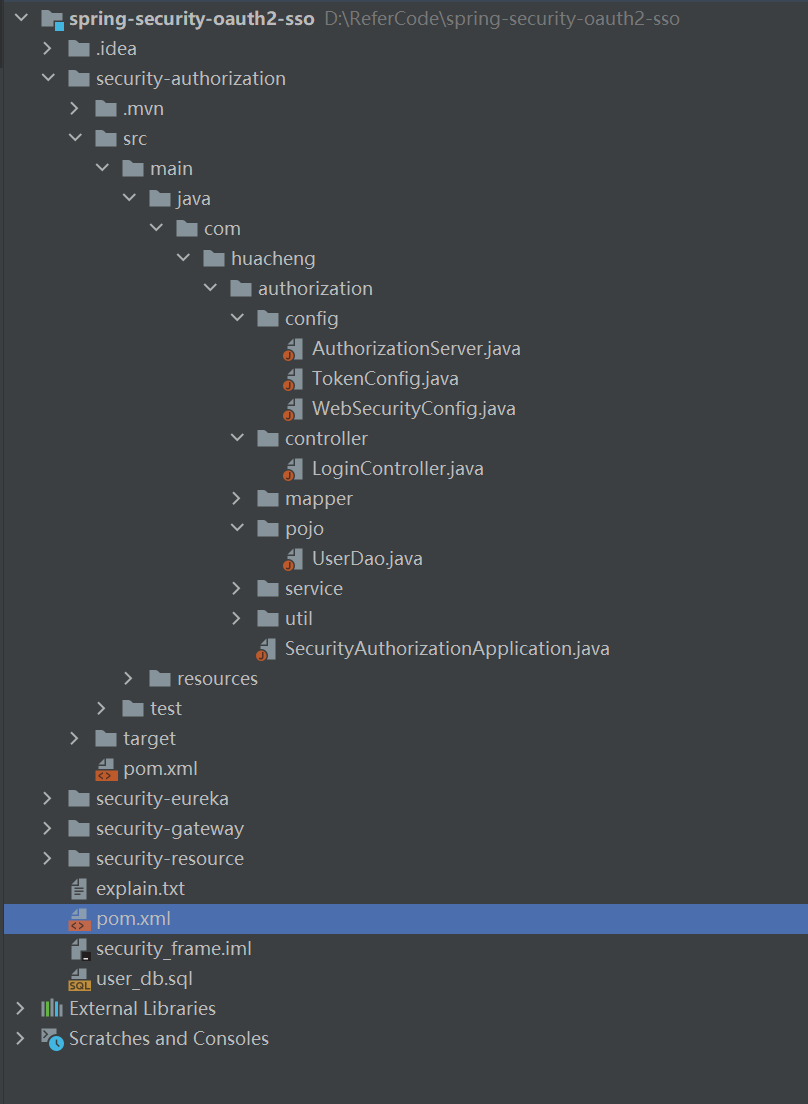 spring-security-oauth2-sso D:\ReferCode\spring-security-oauth2-sso
.idea
security-authorization
.mvn
src
main
java
com
huacheng
authorization
config
AuthorizationServer.java
TokenConfig.java
WebSecurityConfig.java
controller
LoginController.java
mapper
pojo
UserDao.java
service
util
SecurityAuthorizationApplication.java
resources
test
target
pom.xml
security-eureka
security-gateway
security-resource
explain.txt
pom.xml
security_frame.iml
user_db.sql
External Libraries
Scratches and Consoles